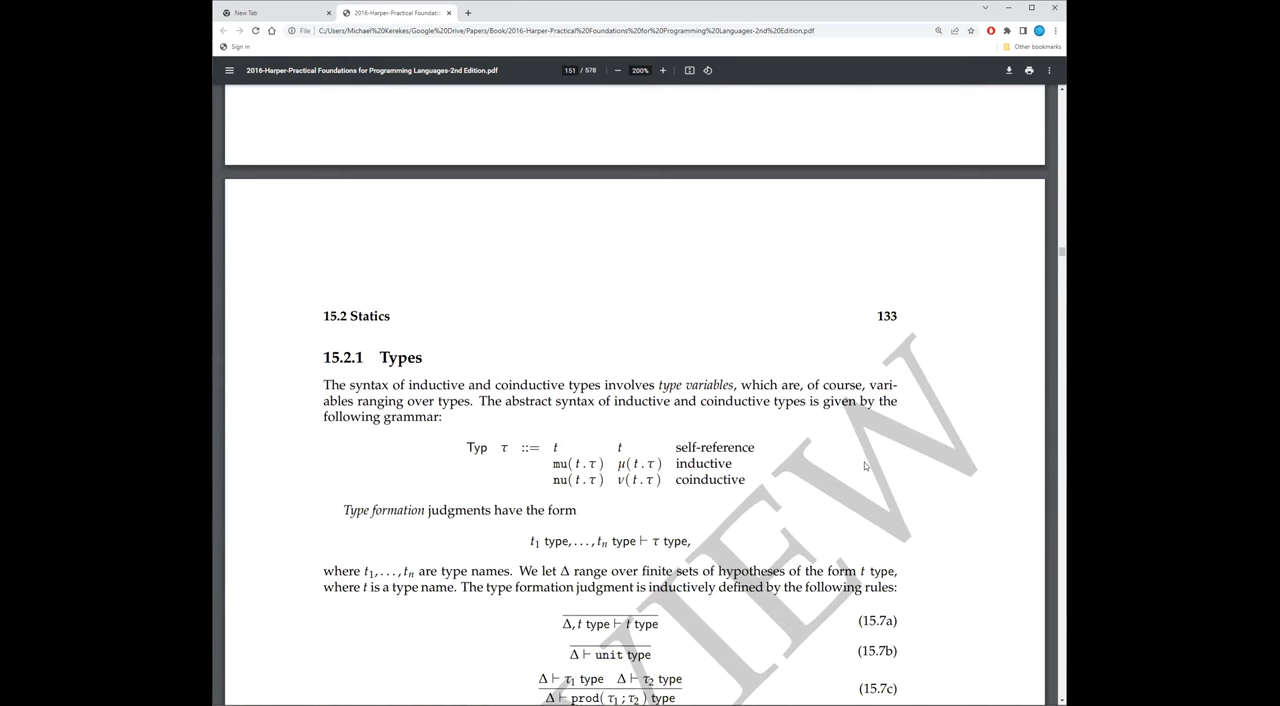 New Tab
2016-Harper-Practical Foundatio
File
C:/Users/Michael%20Kerekes/Google%20Drive/Papers/Book/2016-Harper-Practical%20Foundations%20for%20Programming%20Languages-2nd%20Edition.pdf
Sign in
Other bookmarks
2016-Harper-Practical Foundations for Programming Languages-2nd Edition.pdf
151 / 578
200%
15.2 Statics 133
15.2.1 Types
The syntax of inductive and coinductive types involves type variables, which are, of course, vari-
ables ranging over types. The abstract syntax of inductive and coinductive types is given by the
following grammar:
Typ τ ::= t t self-reference
mu(t.τ) μ(t.τ) inductive
nu(t.τ) ν(t.τ) coinductive
Type formation judgments have the form
t₁ type,...,tₙ type ⊢ τ type,
where t₁,...,tₙ are type names. We let Δ range over finite sets of hypotheses of the form t type,
where t is a type name. The type formation judgment is inductively defined by the following rules:
Δ, t type ⊢ t type (15.7a)
Δ ⊢ unit type (15.7b)
Δ ⊢ τ₁ type Δ ⊢ τ₂ type
Δ ⊢ prod(τ₁;τ₂) type (15.7c)
VIEW